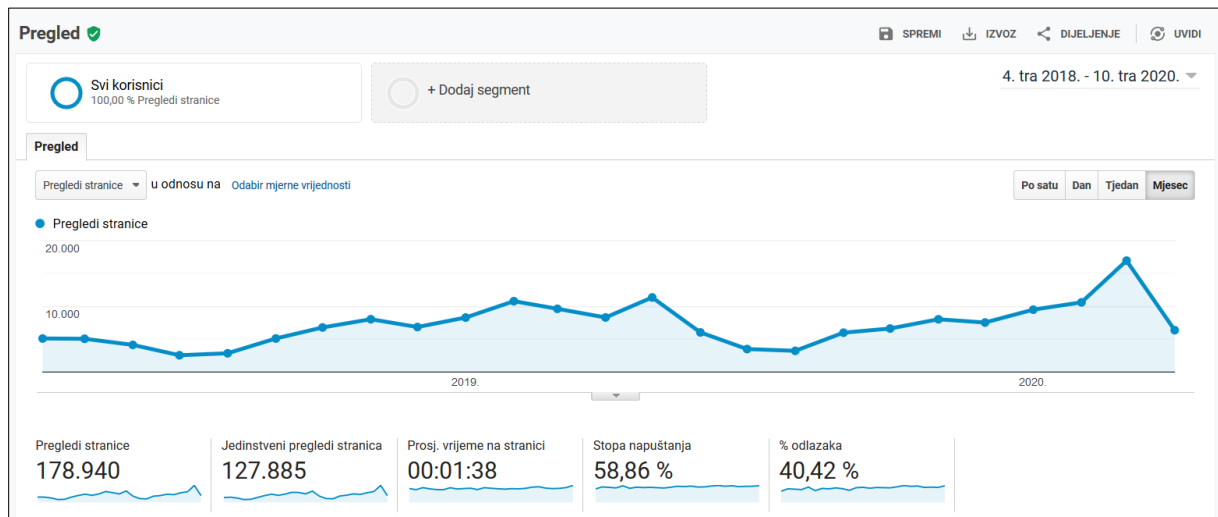 Pregled
SPREMI IZVOZ DIJELJENJE UVIDI
Svi korisnici
100,00 % Pregledi stranice
+ Dodaj segment
4. tra 2018. - 10. tra 2020.
Pregled
Pregledi stranice u odnosu na Odabir mjerne vrijednosti
Po satu Dan Tjedan Mjesec
Pregledi stranice
20.000
10.000
2019. 2020.
Pregledi stranice Jedinstveni pregledi stranica Prosj. vrijeme na stranici Stopa napuštanja % odlazaka
178.940 127.885 00:01:38 58,86 % 40,42 %